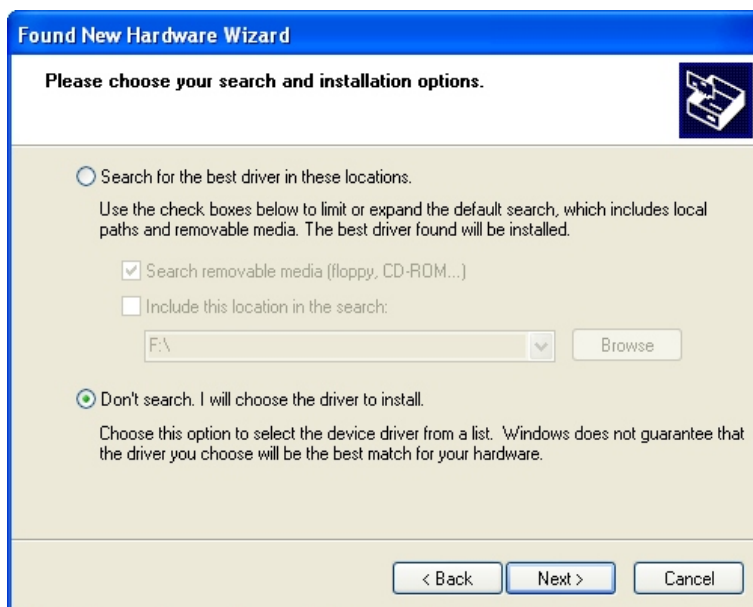 Found New Hardware Wizard
Please choose your search and installation options.
Search for the best driver in these locations.
Use the check boxes below to limit or expand the default search, which includes local
paths and removable media. The best driver found will be installed.
Search removable media (floppy, CD-ROM...)
Include this location in the search:
F:\
Browse
Don't search. I will choose the driver to install.
Choose this option to select the device driver from a list. Windows does not guarantee that
the driver you choose will be the best match for your hardware.
< Back
Next >
Cancel